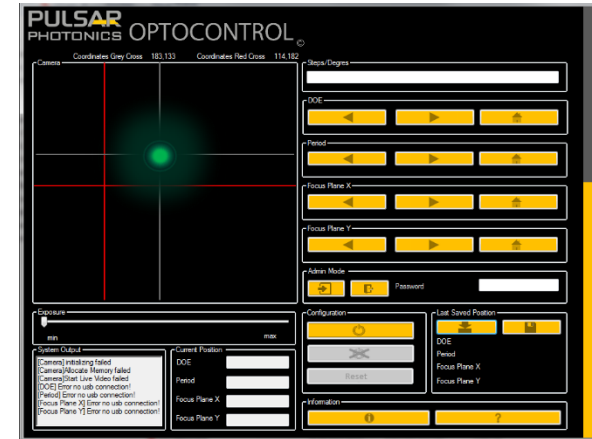 PULSAR
PHOTONICS OPTOCONTROL
Coordinates Grey Cross 183,133 Coordinates Red Cross 114,182
Camera
Steps/Degres
DOE
Period
Focus Plane X
Focus Plane Y
Admin Mode
Password
Exposure
min max
Configuration
Reset
Last Saved Position
DOE
Period
Focus Plane X
Focus Plane Y
System Output
[Camera] initializing failed
[Camera]Allocate Memory failed
[Camera]Start Live Video failed
[DOE] Error no usb connection!
[Period] Error no usb connection!
[Focus Plane X] Error no usb connection!
[Focus Plane Y] Error no usb connection!
Current Position
DOE
Period
Focus Plane X
Focus Plane Y
Information
?